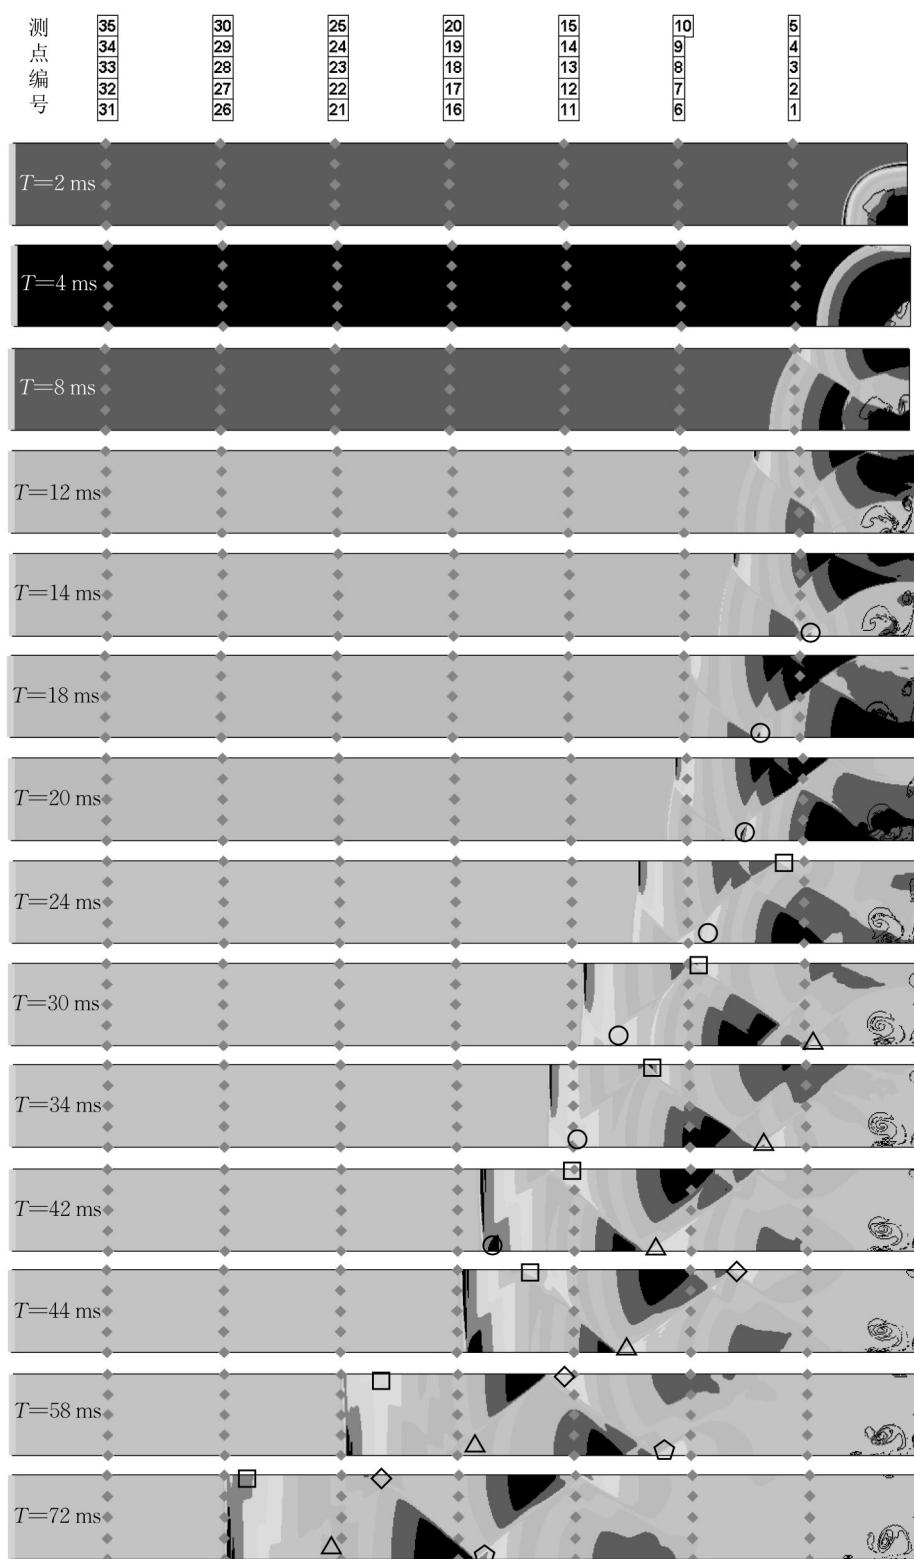 测点编号
35 30 25 20 15 10 5
34 29 24 19 14 9 4
33 28 23 18 13 8 3
32 27 22 17 12 7 2
31 26 21 16 11 6 1
T=2 ms
T=4 ms
T=8 ms
T=12 ms
T=14 ms
T=18 ms
T=20 ms
T=24 ms
T=30 ms
T=34 ms
T=42 ms
T=44 ms
T=58 ms
T=72 ms